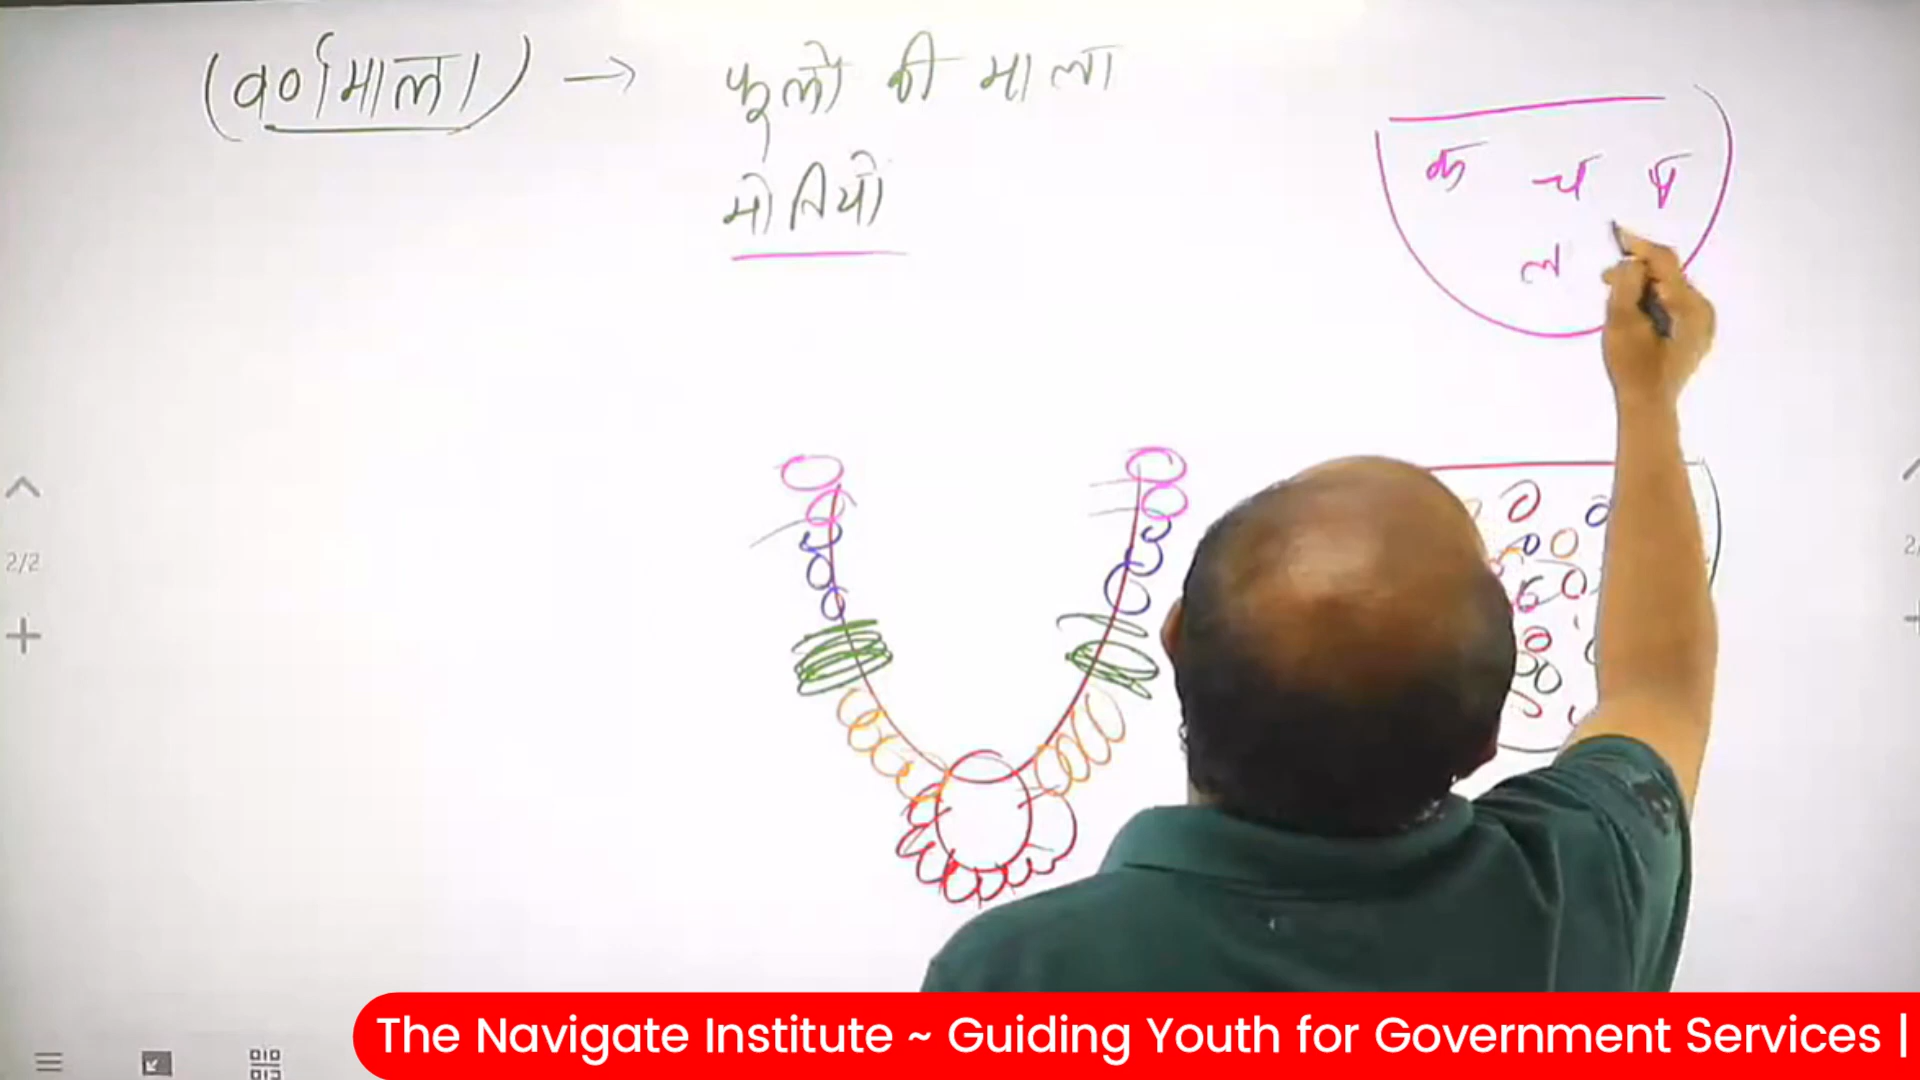 (वर्णमाला) → फूलों की माला
मोतियों
क च प
ल
2/2
The Navigate Institute ~ Guiding Youth for Government Services |